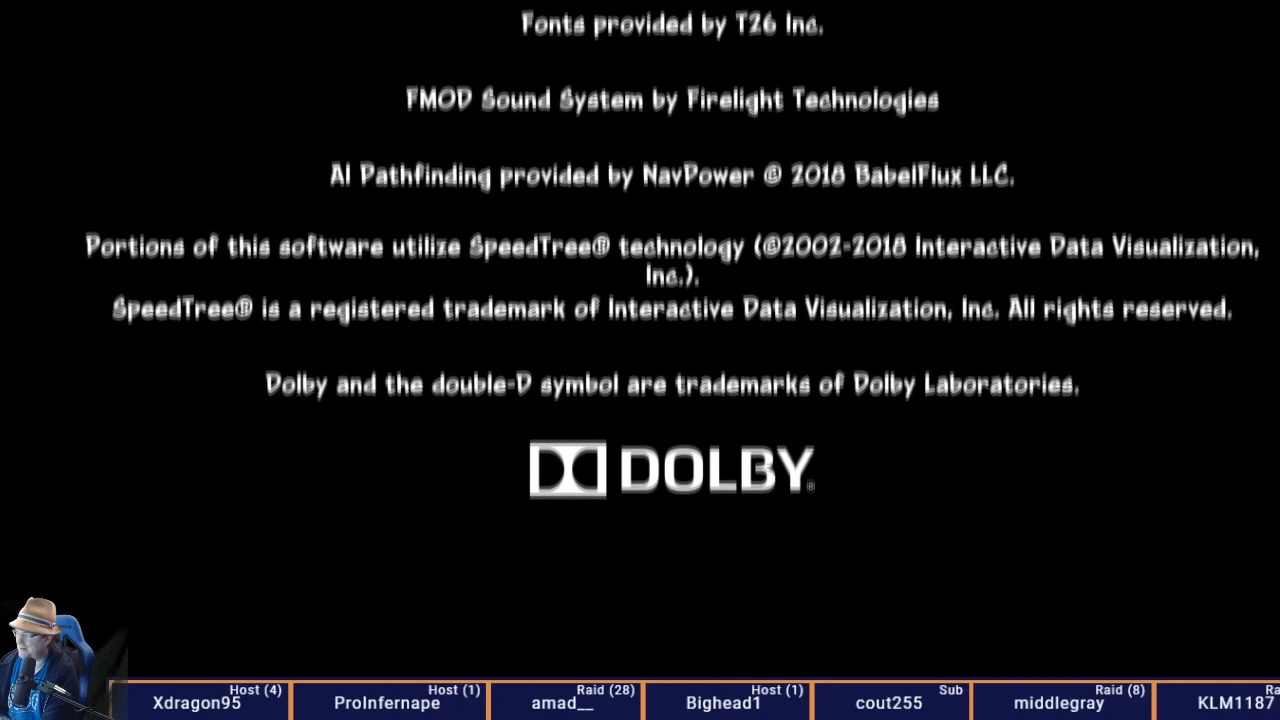 Fonts provided by T26 Inc.
FMOD Sound System by Firelight Technologies
AI Pathfinding provided by NavPower © 2018 BabelFlux LLC.
Portions of this software utilize SpeedTree® technology (©2002-2018 Interactive Data Visualization,
Inc.).
SpeedTree® is a registered trademark of Interactive Data Visualization, Inc. All rights reserved.
Dolby and the double-D symbol are trademarks of Dolby Laboratories.
DOLBY®
Host (4) Host (1) Raid (28) Host (1) Sub Raid (8) Ra
Xdragon95 ProInfernape amad__ Bighead1 cout255 middlegray KLM1187